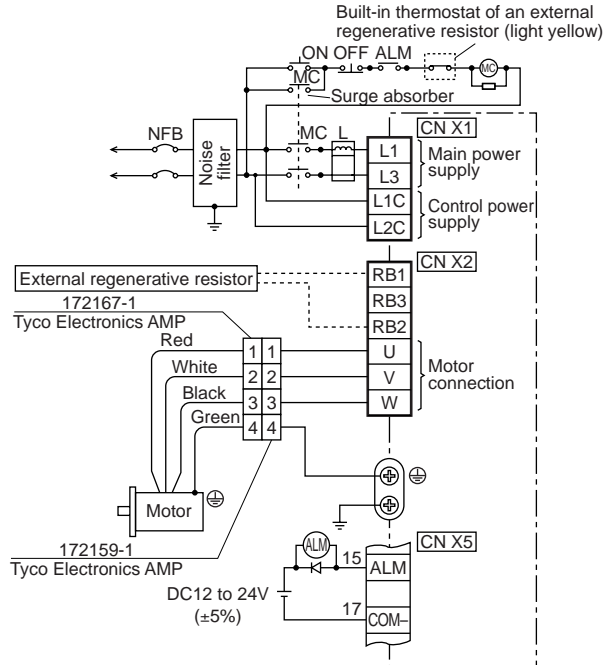 Built-in thermostat of an external
regenerative resistor (light yellow)
ON OFF ALM
MC
MC
Surge absorber
NFB
Noise
filter
MC L
CN X1
L1
L3
L1C
L2C
Main power
supply
Control power
supply
CN X2
External regenerative resistor
RB1
RB3
RB2
U
V
W
Motor
connection
172167-1
Tyco Electronics AMP
Red
White
Black
Green
1 1
2 2
3 3
4 4
Motor
172159-1
Tyco Electronics AMP
CN X5
ALM
15
ALM
DC12 to 24V
(±5%)
17
COM–